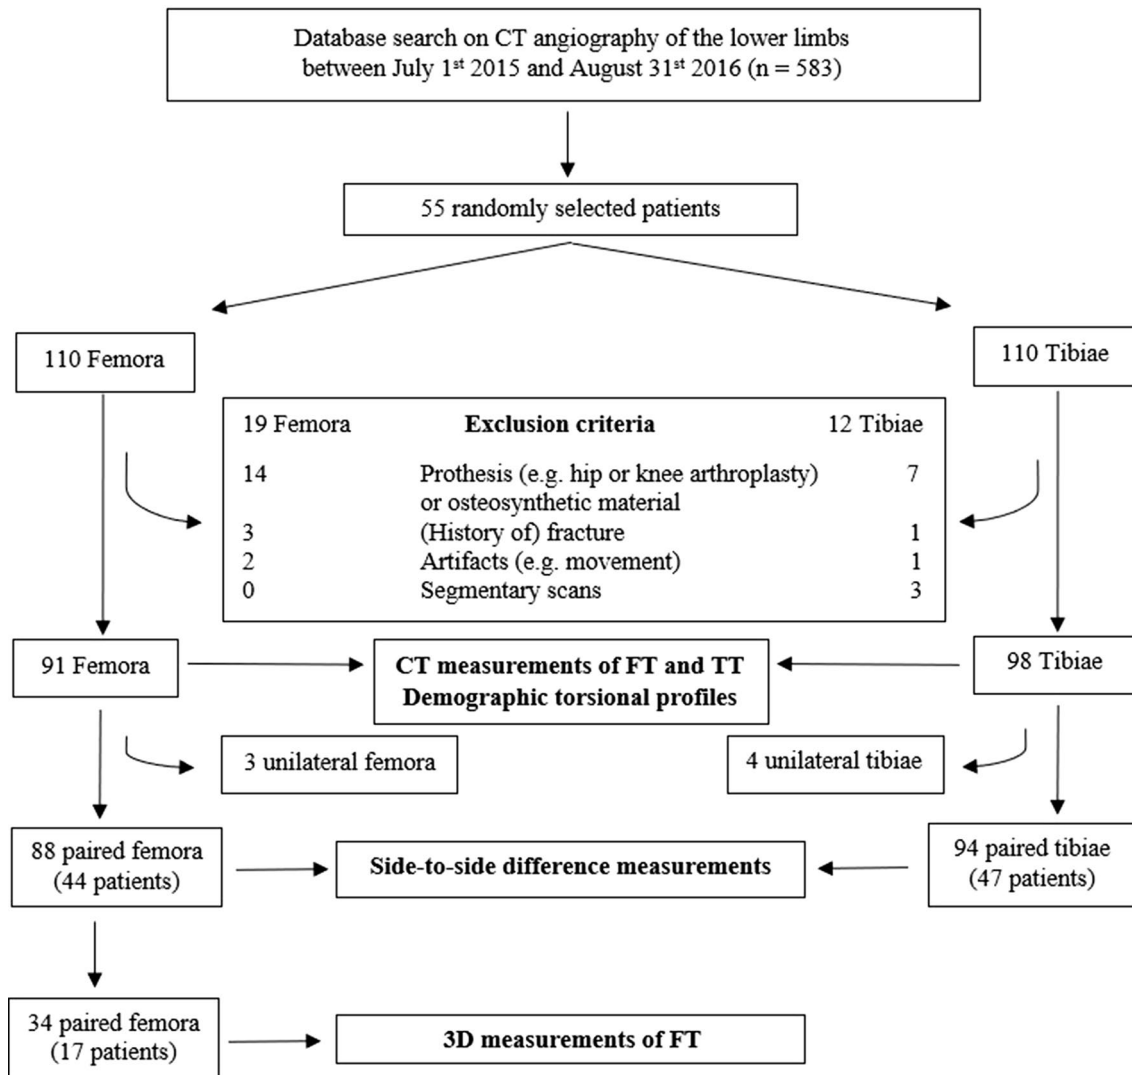 Database search on CT angiography of the lower limbs
between July 1st 2015 and August 31st 2016 (n = 583)
55 randomly selected patients
110 Femora
110 Tibiae
19 Femora Exclusion criteria 12 Tibiae
14 Prothesis (e.g. hip or knee arthroplasty) 7
or osteosynthetic material
3 (History of) fracture 1
2 Artifacts (e.g. movement) 1
0 Segmentary scans 3
91 Femora
CT measurements of FT and TT
Demographic torsional profiles
98 Tibiae
3 unilateral femora
4 unilateral tibiae
88 paired femora
(44 patients)
Side-to-side difference measurements
94 paired tibiae
(47 patients)
34 paired femora
(17 patients)
3D measurements of FT